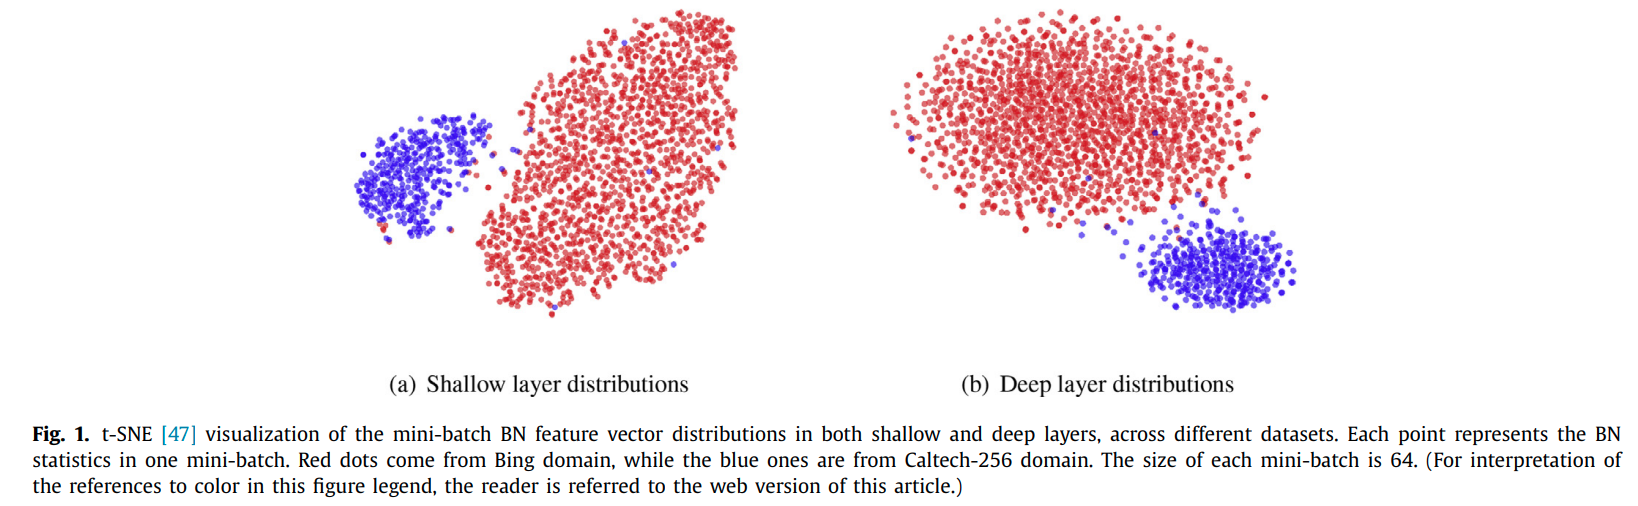 (a) Shallow layer distributions
(b) Deep layer distributions
Fig. 1. t-SNE [47] visualization of the mini-batch BN feature vector distributions in both shallow and deep layers, across different datasets. Each point represents the BN
statistics in one mini-batch. Red dots come from Bing domain, while the blue ones are from Caltech-256 domain. The size of each mini-batch is 64. (For interpretation of
the references to color in this figure legend, the reader is referred to the web version of this article.)